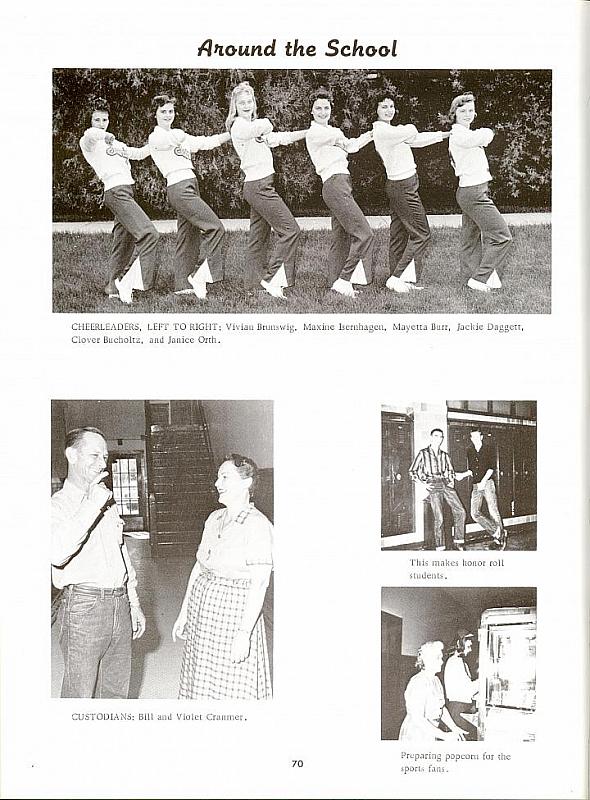 Around the School
CHEERLEADERS, LEFT TO RIGHT: Vivian Brunswig, Maxine Isernhagen, Mayetta Burr, Jackie Daggett,
Clover Bucholtz, and Janice Orth.
This makes honor roll
students.
CUSTODIANS: Bill and Violet Cranmer.
Preparing popcorn for the
sports fans.
70